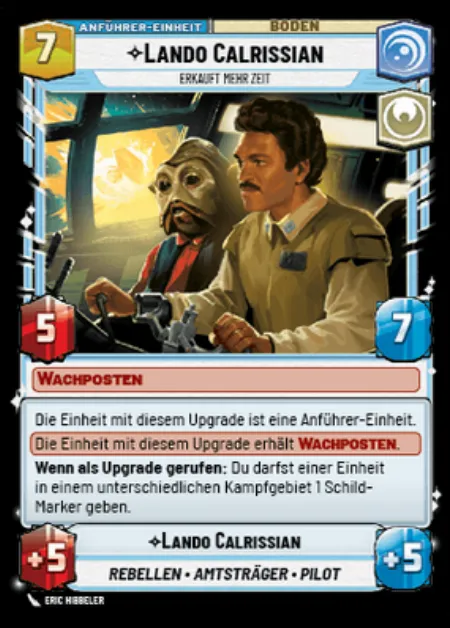 7
ANFÜHRER-EINHEIT
BODEN
LANDO CALRISSIAN
ERKAUFT MEHR ZEIT
5
7
WACHPOSTEN
Die Einheit mit diesem Upgrade ist eine Anführer-Einheit.
Die Einheit mit diesem Upgrade erhält WACHPOSTEN.
Wenn als Upgrade gerufen: Du darfst einer Einheit
in einem unterschiedlichen Kampfgebiet 1 Schild-
Marker geben.
+5
LANDO CALRISSIAN
+5
REBELLEN • AMTSTRÄGER • PILOT
ERIC HIBBELER